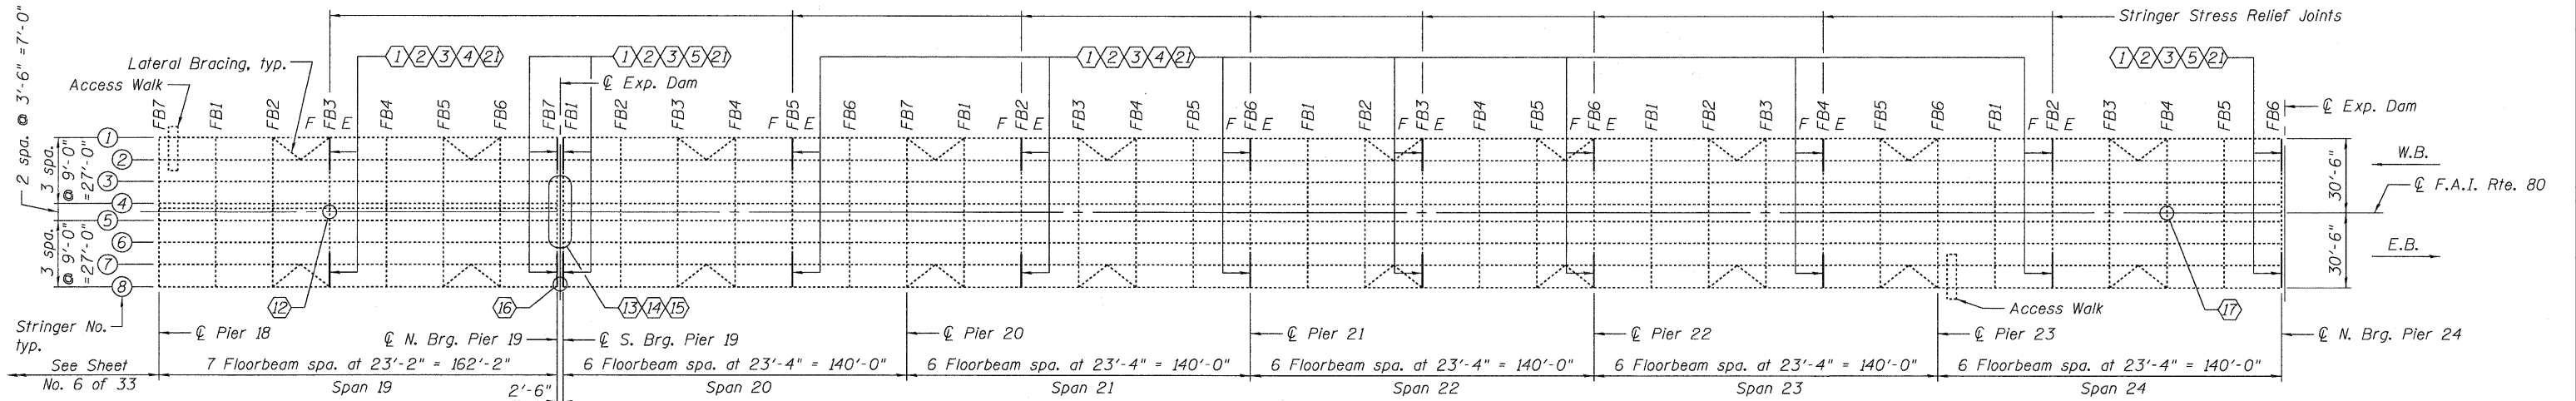 Stringer Stress Relief Joints
2 spa. @ 3'-6" = 7'-0"
Lateral Bracing, typ.
Access Walk
1 2 3 4 21
1 2 3 5 21
℄ Exp. Dam
1 2 3 4 21
1 2 3 5 21
℄ Exp. Dam
FB7 FB1 FB2 F FB3 E FB4 FB5 FB6 FB7 FB1 FB2 FB3 FB4 F FB5 E FB6 FB7 FB1 F FB2 E FB3 FB4 FB5 F FB6 E FB1 FB2 F FB3 E FB4 FB5 F FB6 E FB1 FB2 FB3 F FB4 E FB5 FB6 FB1 F FB2 E FB3 FB4 FB5 FB6
1
2
3
4
5
6
7
8
3 spa. @ 9'-0" =27'-0"
3 spa. @ 9'-0" =27'-0"
30'-6"
30'-6"
W.B.
℄ F.A.I. Rte. 80
E.B.
12
16
13 14 15
Access Walk
17
Stringer No. typ.
℄ Pier 18
℄ N. Brg. Pier 19
℄ S. Brg. Pier 19
℄ Pier 20
℄ Pier 21
℄ Pier 22
℄ Pier 23
℄ N. Brg. Pier 24
See Sheet
No. 6 of 33
7 Floorbeam spa. at 23'-2" = 162'-2"
6 Floorbeam spa. at 23'-4" = 140'-0"
6 Floorbeam spa. at 23'-4" = 140'-0"
6 Floorbeam spa. at 23'-4" = 140'-0"
6 Floorbeam spa. at 23'-4" = 140'-0"
6 Floorbeam spa. at 23'-4" = 140'-0"
Span 19
2'-6"
Span 20
Span 21
Span 22
Span 23
Span 24